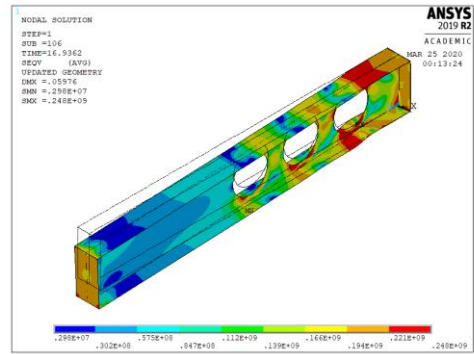 1
NODAL SOLUTION
STEP=1
SUB =106
TIME=16.9362
SEQV (AVG)
UPDATED GEOMETRY
DMX =.05976
SMN =.298E+07
SMX =.248E+09
ANSYS
2019 R2
ACADEMIC
MAR 25 2020
00:13:24
X
.298E+07 .575E+08 .112E+09 .166E+09 .221E+09
.302E+08 .847E+08 .139E+09 .194E+09 .248E+09